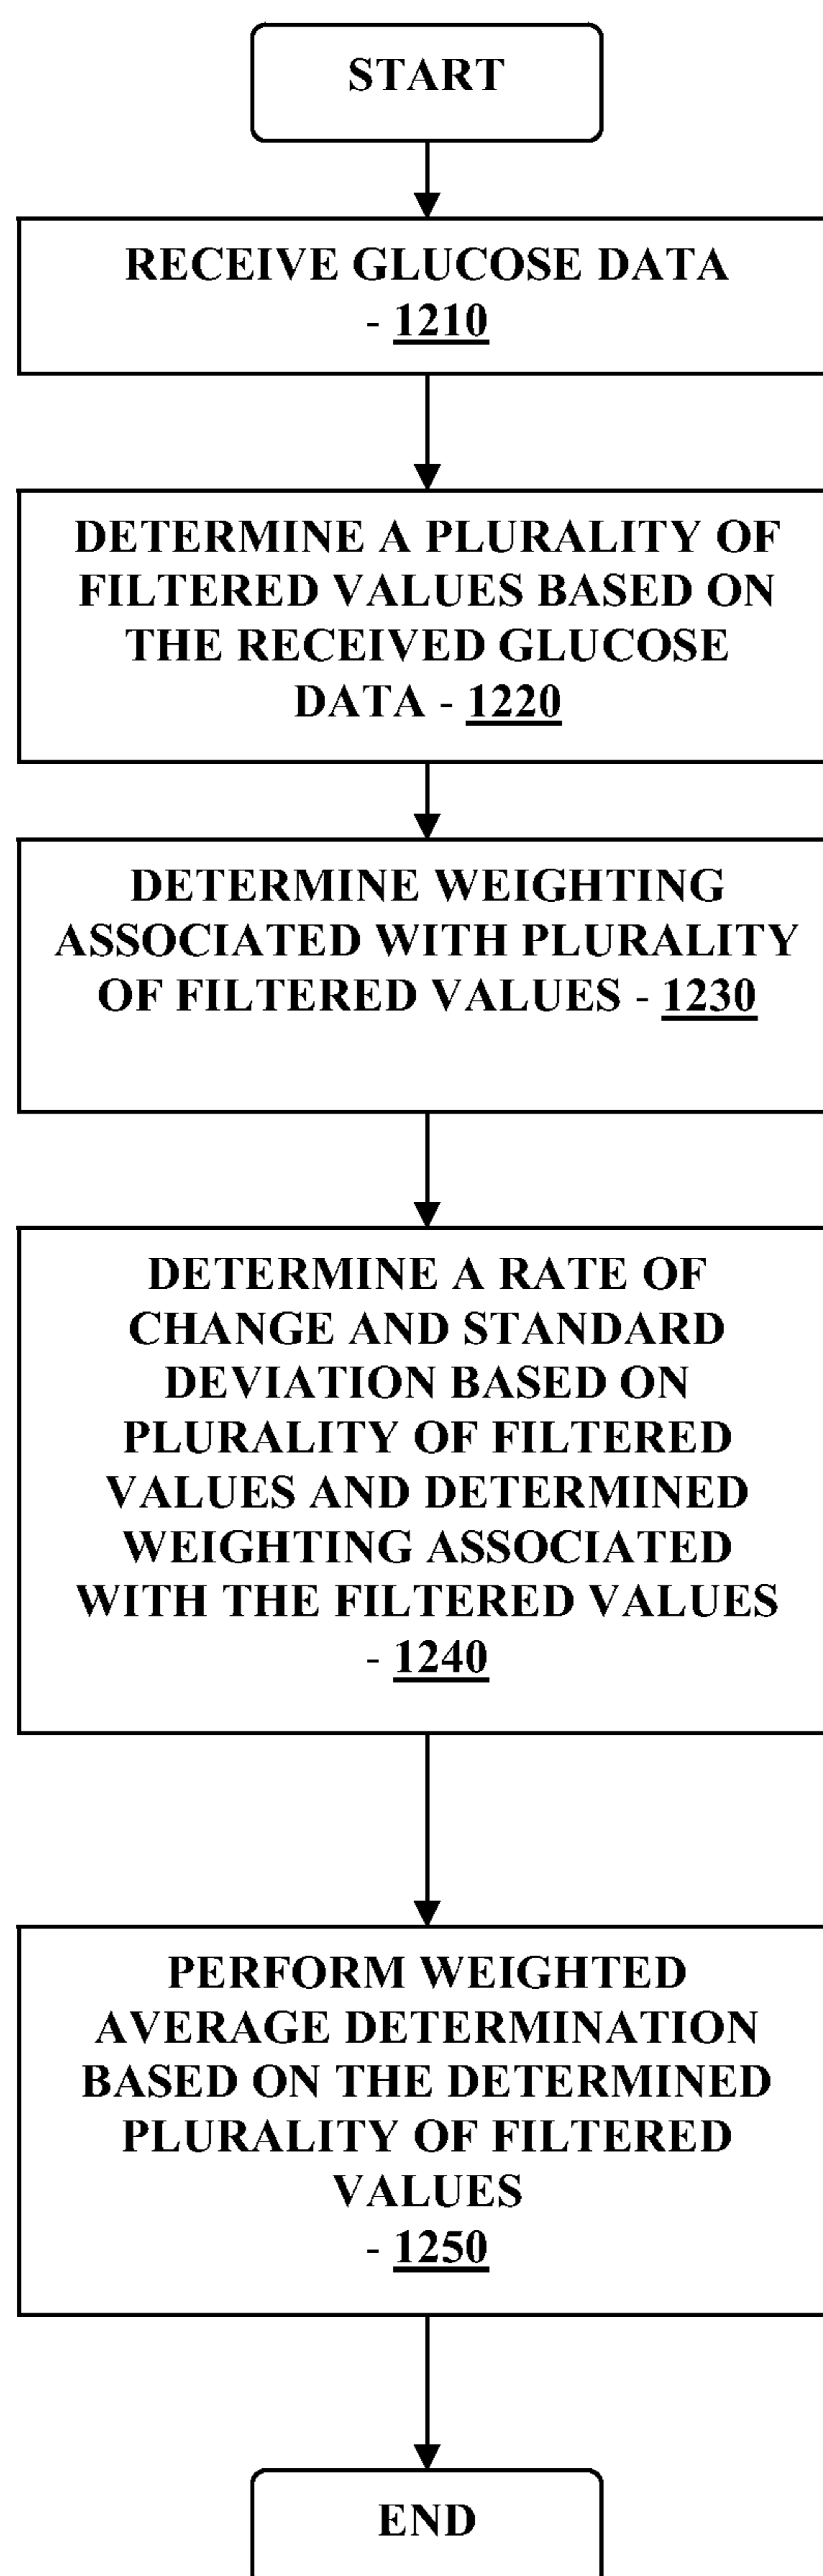 START
RECEIVE GLUCOSE DATA
- 1210
DETERMINE A PLURALITY OF
FILTERED VALUES BASED ON
THE RECEIVED GLUCOSE
DATA - 1220
DETERMINE WEIGHTING
ASSOCIATED WITH PLURALITY
OF FILTERED VALUES - 1230
DETERMINE A RATE OF
CHANGE AND STANDARD
DEVIATION BASED ON
PLURALITY OF FILTERED
VALUES AND DETERMINED
WEIGHTING ASSOCIATED
WITH THE FILTERED VALUES
- 1240
PERFORM WEIGHTED
AVERAGE DETERMINATION
BASED ON THE DETERMINED
PLURALITY OF FILTERED
VALUES
- 1250
END